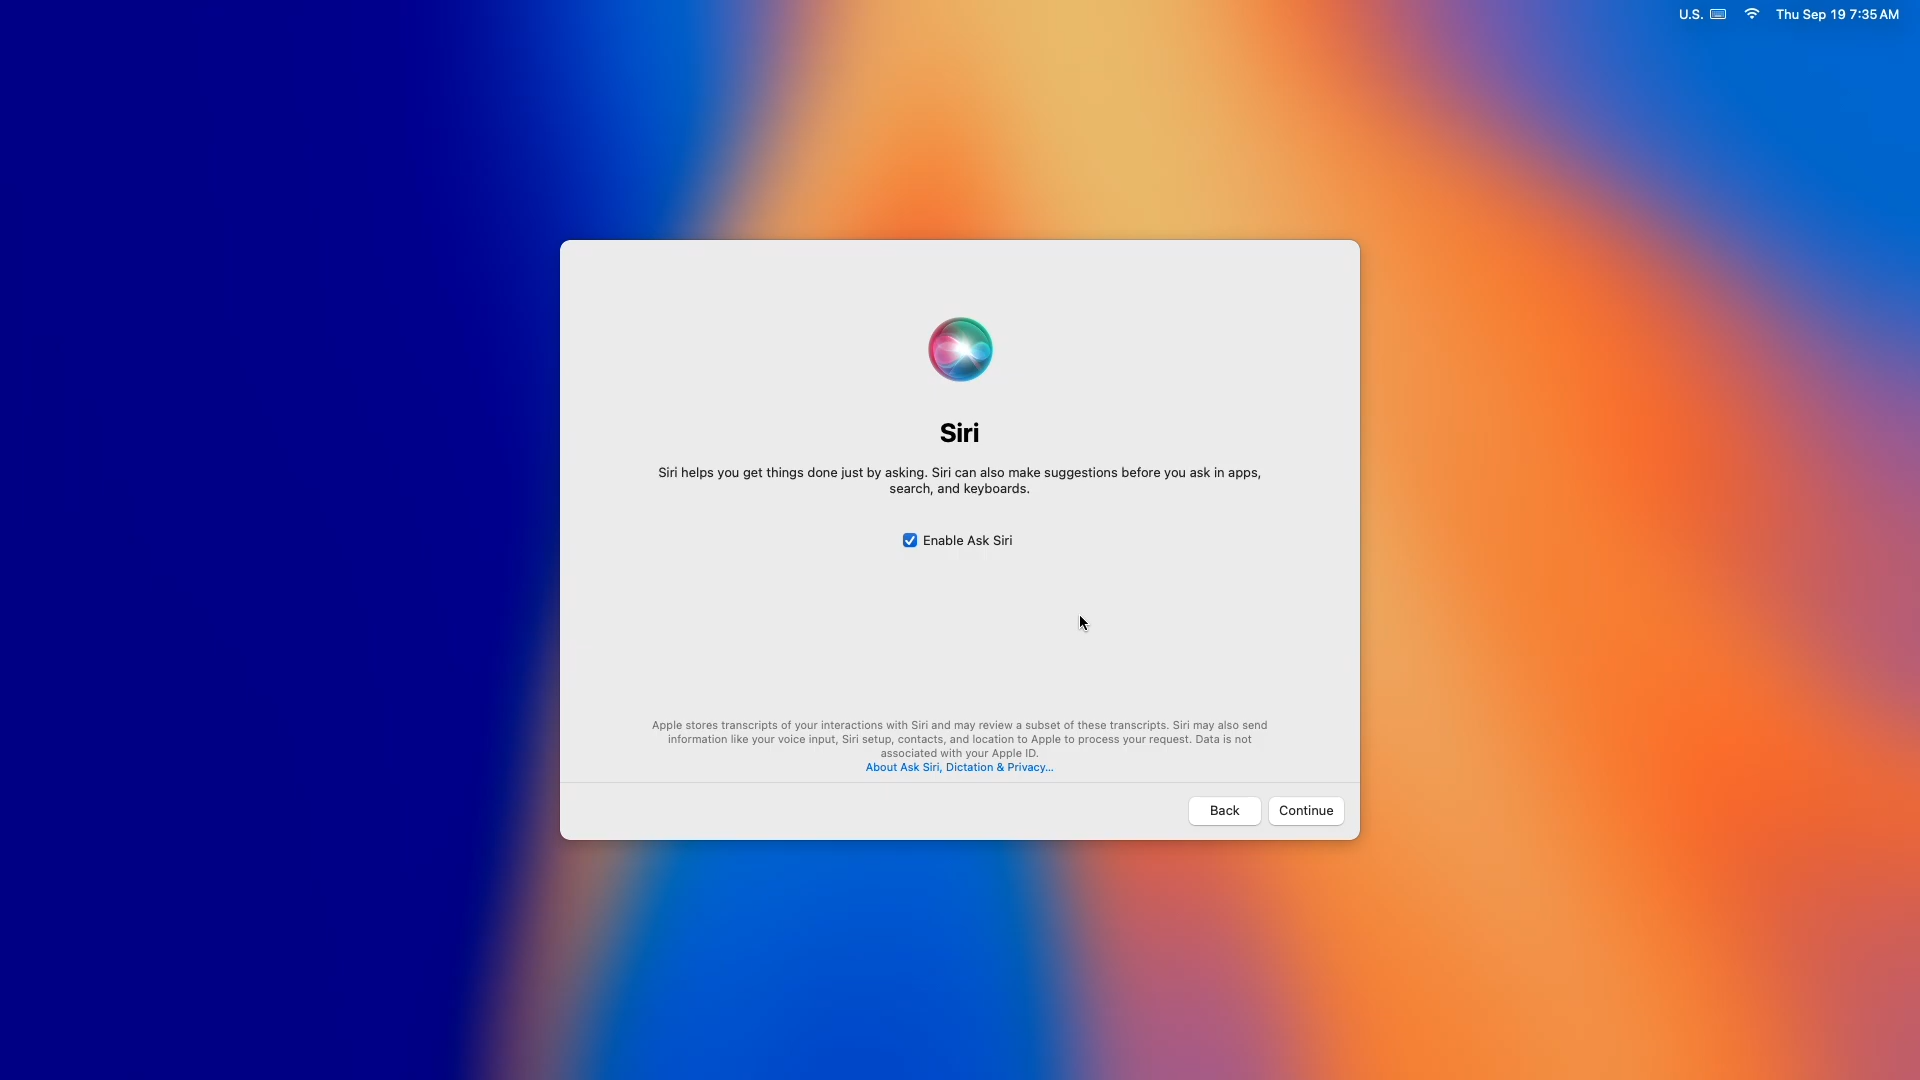 U.S. Thu Sep 19 7:35 AM
Siri
Siri helps you get things done just by asking. Siri can also make suggestions before you ask in apps,
search, and keyboards.
Enable Ask Siri
Apple stores transcripts of your interactions with Siri and may review a subset of these transcripts. Siri may also send
information like your voice input, Siri setup, contacts, and location to Apple to process your request. Data is not
associated with your Apple ID.
About Ask Siri, Dictation & Privacy...
Back Continue